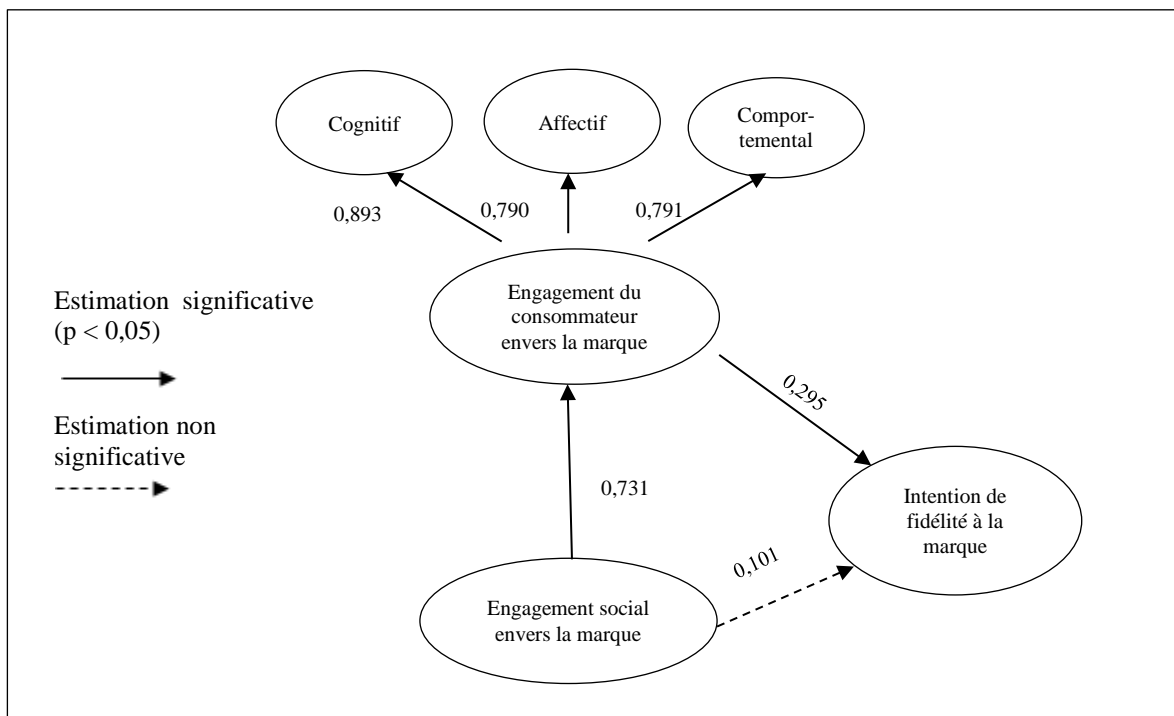 Cognitif
Affectif
Compor-
temental
0,893
0,790
0,791
Engagement du
consommateur
envers la marque
Estimation significative
(p < 0,05)
Estimation non
significative
0,295
0,731
Intention de
fidélité à la
marque
0,101
Engagement social
envers la marque